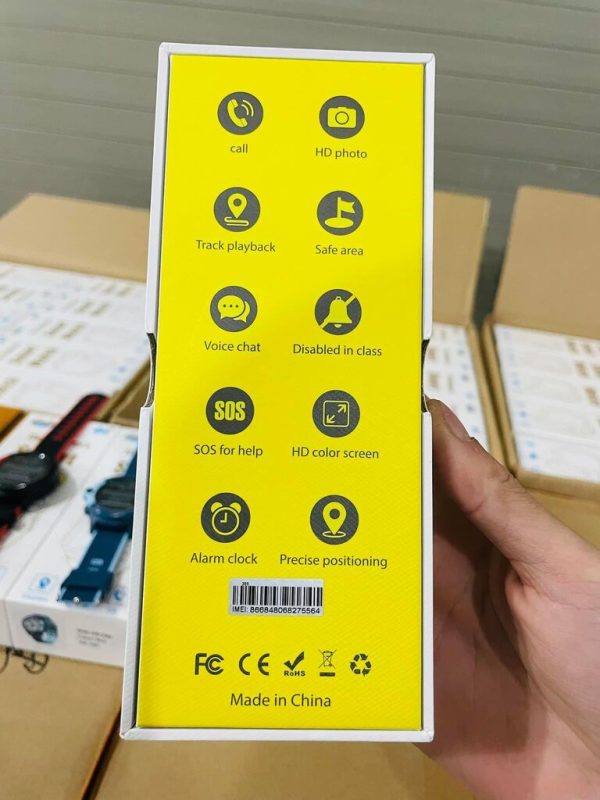 call
HD photo
Track playback
Safe area
Voice chat
Disabled in class
SOS
SOS for help
HD color screen
Alarm clock
Precise positioning
IMEI: 866848068275564
FC CE RoHS
Made in China